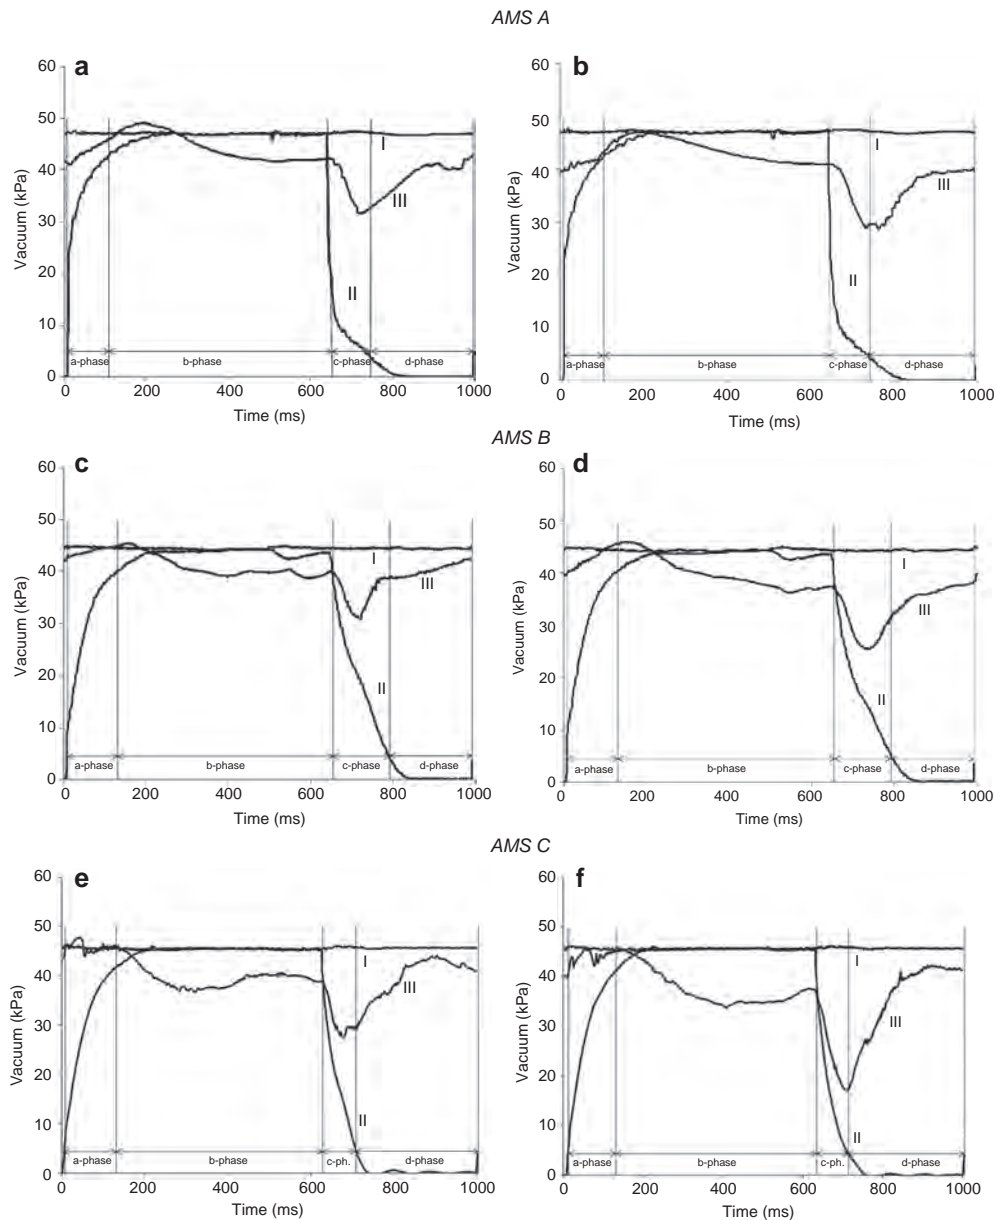 AMS A
a
b
60
50
40
30
20
10
0
Vacuum (kPa)
I
III
II
a-phase
b-phase
c-phase
d-phase
0
200
400
600
800
1000
Time (ms)
60
50
40
30
20
10
0
Vacuum (kPa)
I
III
II
a-phase
b-phase
c-phase
d-phase
0
200
400
600
800
1000
Time (ms)
AMS B
c
d
60
50
40
30
20
10
0
Vacuum (kPa)
I
III
II
a-phase
b-phase
c-phase
d-phase
0
200
400
600
800
1000
Time (ms)
60
50
40
30
20
10
0
Vacuum (kPa)
I
III
II
a-phase
b-phase
c-phase
d-phase
0
200
400
600
800
1000
Time (ms)
AMS C
e
f
60
50
40
30
20
10
0
Vacuum (kPa)
I
III
II
a-phase
b-phase
c-ph.
d-phase
0
200
400
600
800
1000
Time (ms)
60
50
40
30
20
10
0
Vacuum (kPa)
I
III
II
a-phase
b-phase
c-ph.
d-phase
0
200
400
600
800
1000
Time (ms)